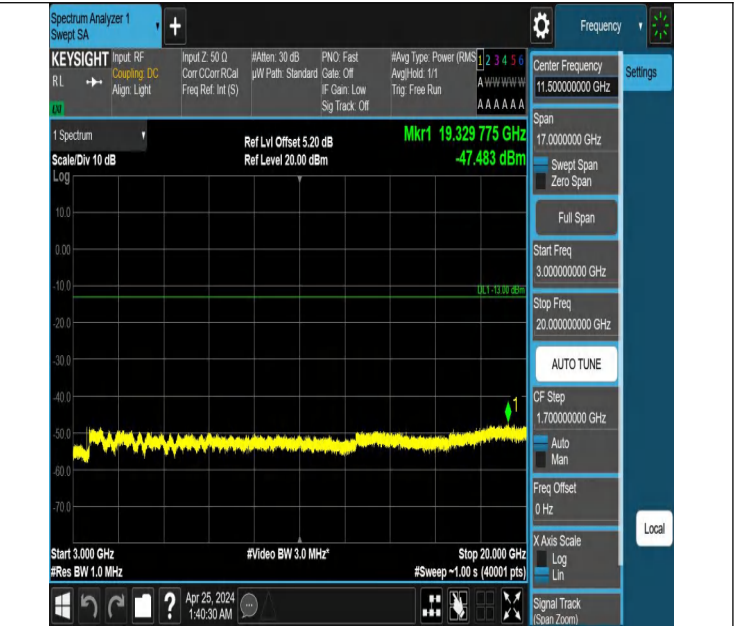 Spectrum Analyzer 1
Swept SA
+
Frequency
KEYSIGHT
RL
Input: RF
Coupling: DC
Align: Light
Input Z: 50 Ω
Corr CCorr RCal
Freq Ref: Int (S)
#Atten: 30 dB
µW Path: Standard
PNO: Fast
Gate: Off
IF Gain: Low
Sig Track: Off
#Avg Type: Power (RMS
Avg|Hold: 1/1
Trig: Free Run
1 2 3 4 5 6
A W W W W W
A A A A A A
1 Spectrum
Scale/Div 10 dB
Log
Ref Lvl Offset 5.20 dB
Ref Level 20.00 dBm
Mkr1 19.329 775 GHz
-47.483 dBm
10.0
0.00
-10.0
-20.0
-30.0
-40.0
-50.0
-60.0
-70.0
DL1 -13.00 dBm
1
Start 3.000 GHz
#Res BW 1.0 MHz
#Video BW 3.0 MHz*
Stop 20.000 GHz
#Sweep ~1.00 s (40001 pts)
Center Frequency
11.500000000 GHz
Settings
Span
17.0000000 GHz
Swept Span
Zero Span
Full Span
Start Freq
3.000000000 GHz
Stop Freq
20.000000000 GHz
AUTO TUNE
CF Step
1.700000000 GHz
Auto
Man
Freq Offset
0 Hz
X Axis Scale
Log
Lin
Local
Signal Track
(Span Zoom)
?
Apr 25, 2024
1:40:30 AM